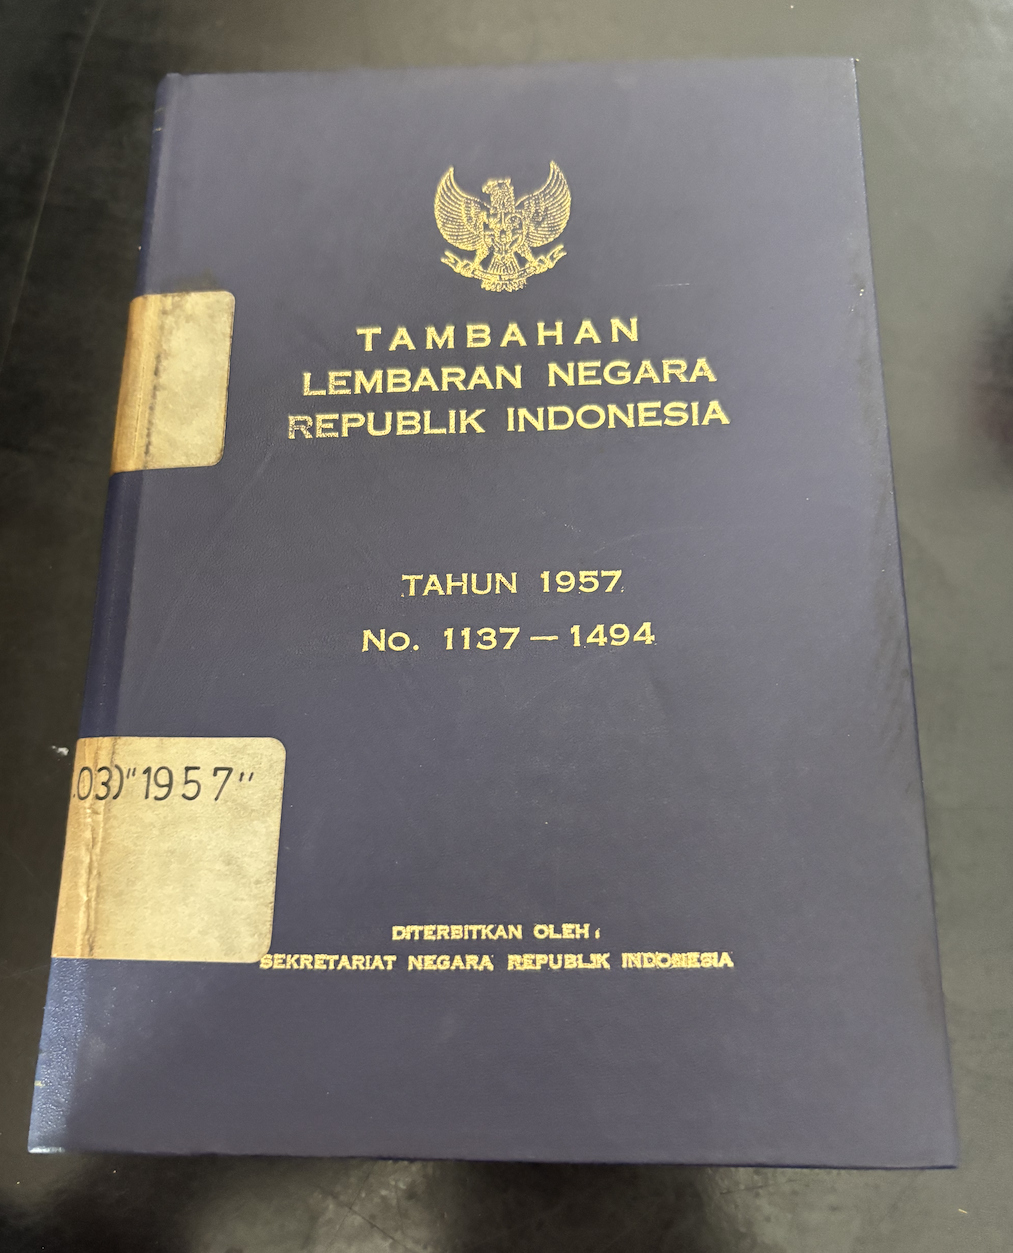 TAMBAHAN
LEMBARAN NEGARA
REPUBLIK INDONESIA
TAHUN 1957
No. 1137 — 1494
.03)"1957"
DITERBITKAN OLEH :
SEKRETARIAT NEGARA REPUBLIK INDONESIA